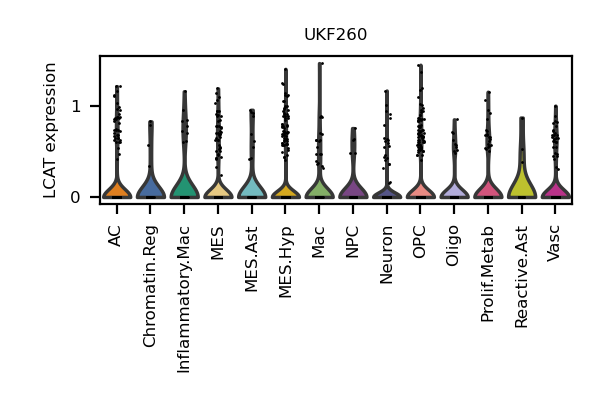 UKF260
LCAT expression
1
0
AC
Chromatin.Reg
Inflammatory.Mac
MES
MES.Ast
MES.Hyp
Mac
NPC
Neuron
OPC
Oligo
Prolif.Metab
Reactive.Ast
Vasc